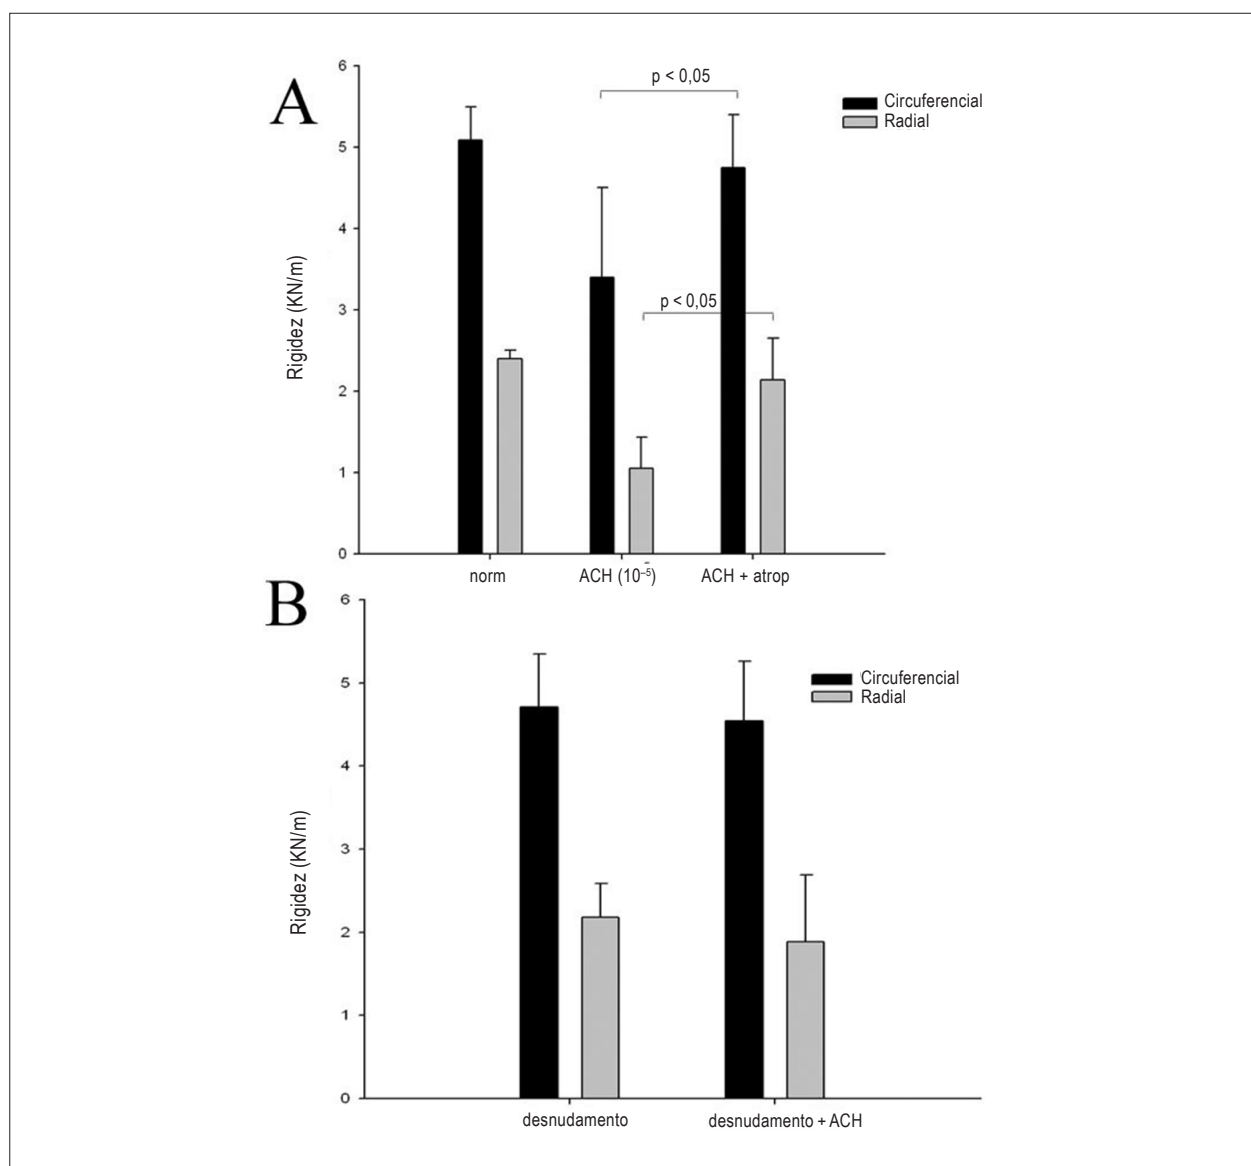 A
6
5
4
3
2
1
0
Rigidez (KN/m)
p < 0,05
p < 0,05
Circuferencial
Radial
norm
ACH (10⁻⁵)
ACH + atrop
B
6
5
4
3
2
1
0
Rigidez (KN/m)
Circuferencial
Radial
desnudamento
desnudamento + ACH